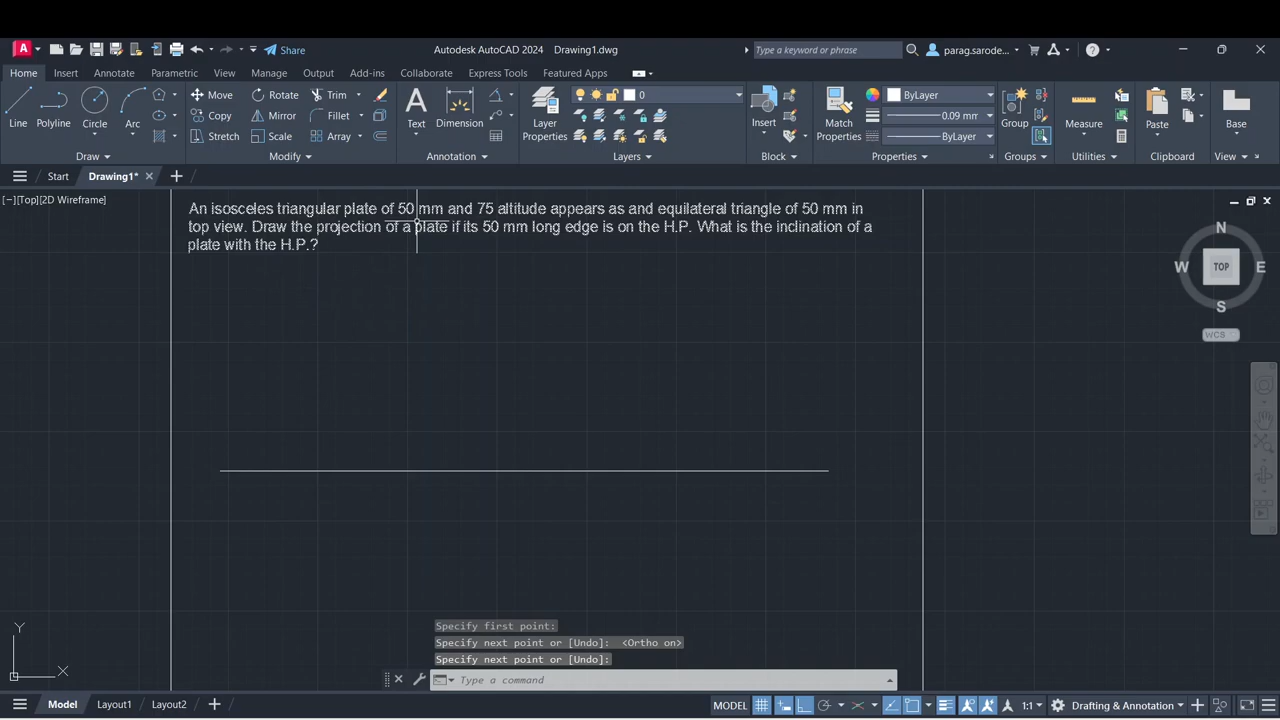 Share
Autodesk AutoCAD 2024 Drawing1.dwg
Type a keyword or phrase
parag.sarode...
Home Insert Annotate Parametric View Manage Output Add-ins Collaborate Express Tools Featured Apps
Line Polyline Circle Arc
Move Rotate Trim
Copy Mirror Fillet
Stretch Scale Array
Text Dimension
Layer Properties
0
Insert
Match Properties
ByLayer
0.09 mm
ByLayer
Group
Measure
Paste
Base
Draw Modify Annotation Layers Block Properties Groups Utilities Clipboard View
Start Drawing1*
[−][Top][2D Wireframe]
An isosceles triangular plate of 50 mm and 75 altitude appears as and equilateral triangle of 50 mm in
top view. Draw the projection of a plate if its 50 mm long edge is on the H.P. What is the inclination of a
plate with the H.P.?
N
W TOP E
S
WCS
Y
X
Specify first point:
Specify next point or [Undo]: <Ortho on>
Specify next point or [Undo]:
Type a command
Model Layout1 Layout2
MODEL
1:1
Drafting & Annotation